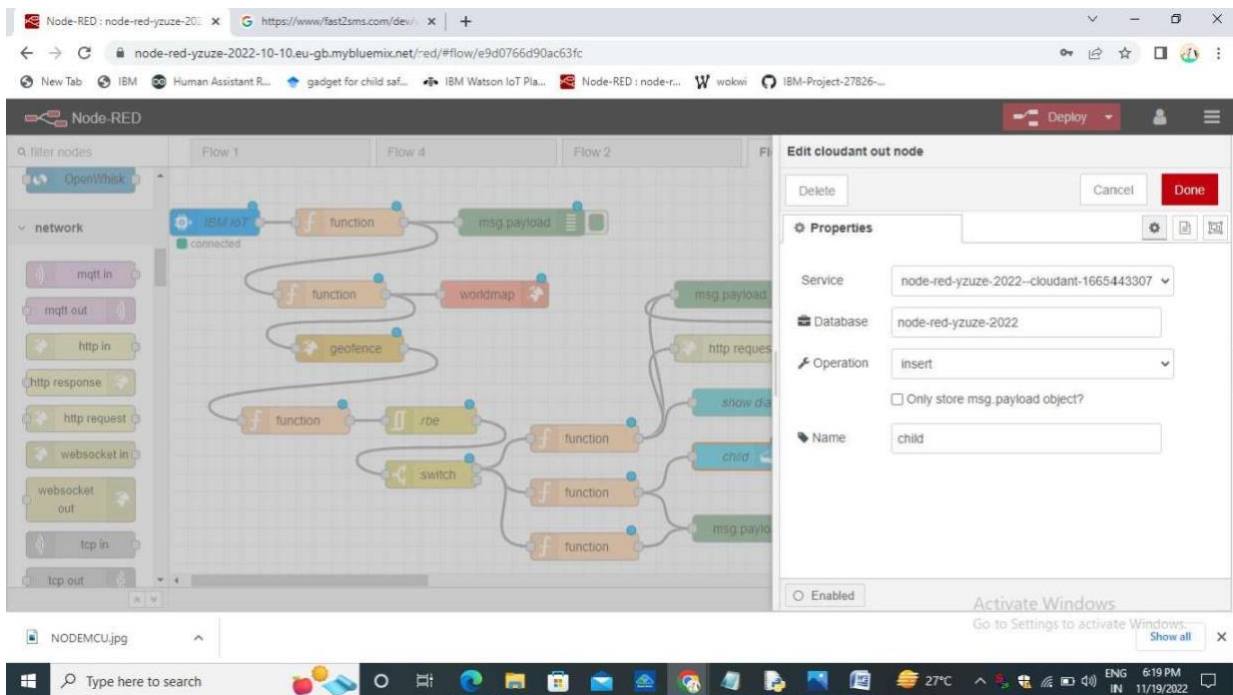 Node-RED : node-red-yzuze-202
https://www/fast2sms.com/dev/
node-red-yzuze-2022-10-10.eu-gb.mybluemix.net/red/#flow/e9d0766d90ac63fc
New Tab IBM Human Assistant R... gadget for child saf... IBM Watson IoT Pla... Node-RED : node-r... wokwi IBM-Project-27826-...
Node-RED
Deploy
filter nodes
Flow 1
Flow 4
Flow 2
Fl
OpenWhisk
network
mqtt in
mqtt out
http in
http response
http request
websocket in
websocket
out
tcp in
tcp out
IBM IoT
connected
function
msg.payload
function
worldmap
geofence
function
rbe
switch
function
function
function
msg.payload
http reques
show dia
child
msg.paylo
Edit cloudant out node
Delete
Cancel
Done
Properties
Service
node-red-yzuze-2022--cloudant-1665443307
Database
node-red-yzuze-2022
Operation
insert
Only store msg.payload object?
Name
child
Enabled
Activate Windows
Go to Settings to activate Windows.
NODEMCU.jpg
Show all
Type here to search
27°C
ENG
IN
6:19 PM
11/19/2022